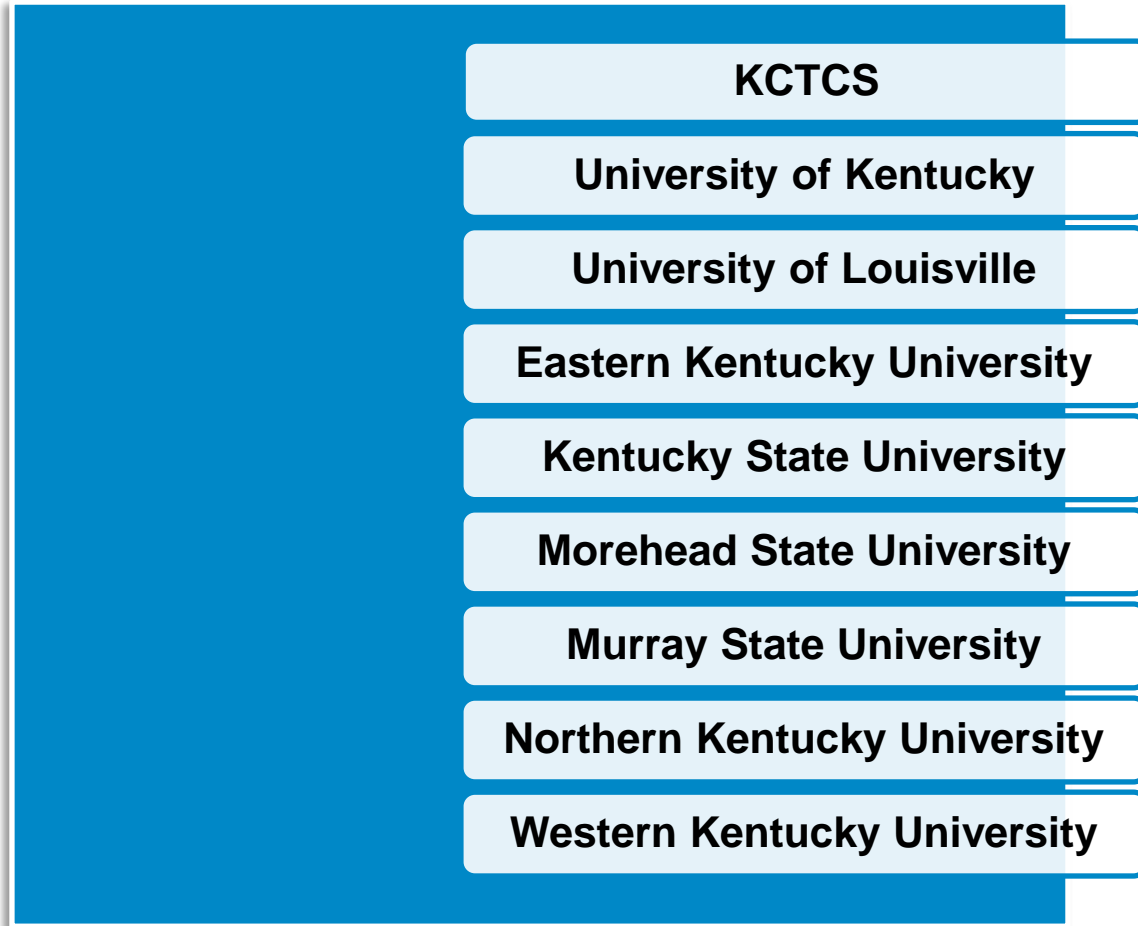 KCTCS
University of Kentucky
University of Louisville
Eastern Kentucky University
Kentucky State University
Morehead State University
Murray State University
Northern Kentucky University
Western Kentucky University